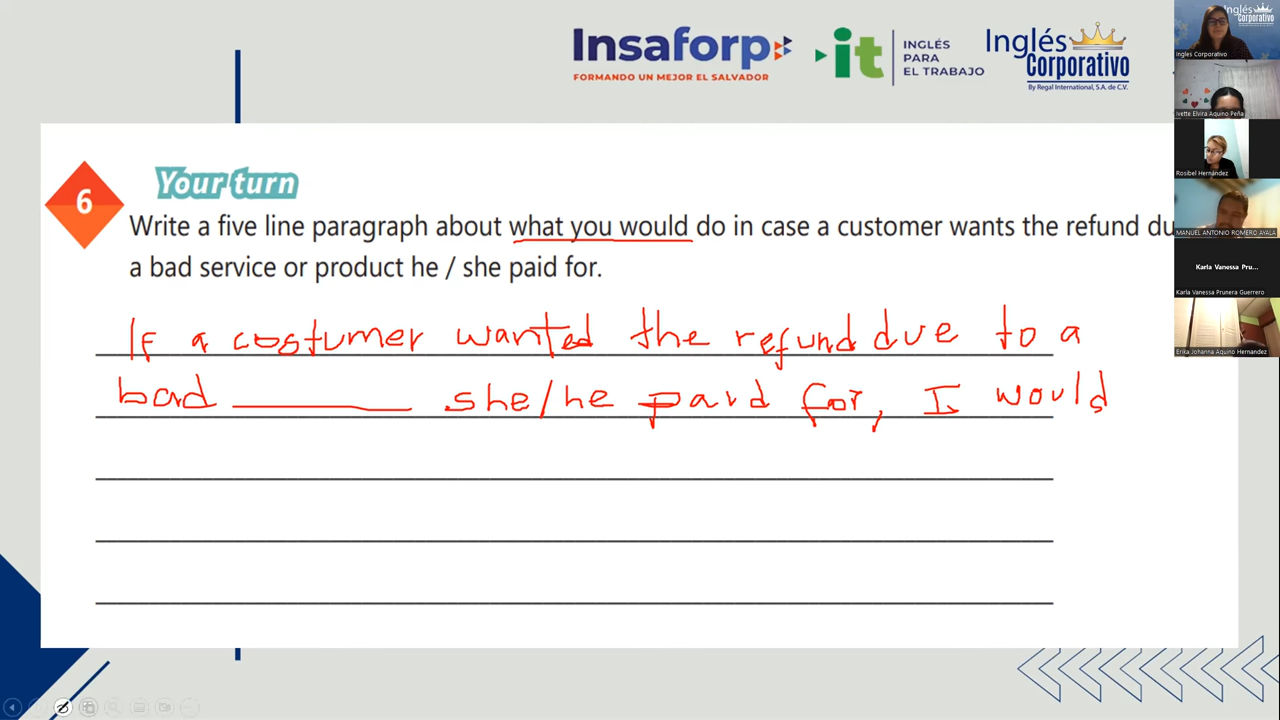 Insaforp
FORMANDO UN MEJOR EL SALVADOR
it
INGLÉS
PARA
EL TRABAJO
Inglés
Corporativo
By Regal International, S.A. de C.V.
6
Your turn
Write a five line paragraph about what you would do in case a customer wants the refund du
a bad service or product he / she paid for.
If a costumer wanted the refund due to a
bad ________ she/he paid for, I would
Inglés
Corporativo
Ingles Corporativo
Ivette Elvira Aquino Peña
Rosibel Hernández
MANUEL ANTONIO ROMERO AYALA
Karla Vanessa Pru...
Karla Vanessa Prunera Guerrero
Erika Johanna Aquino Hernandez